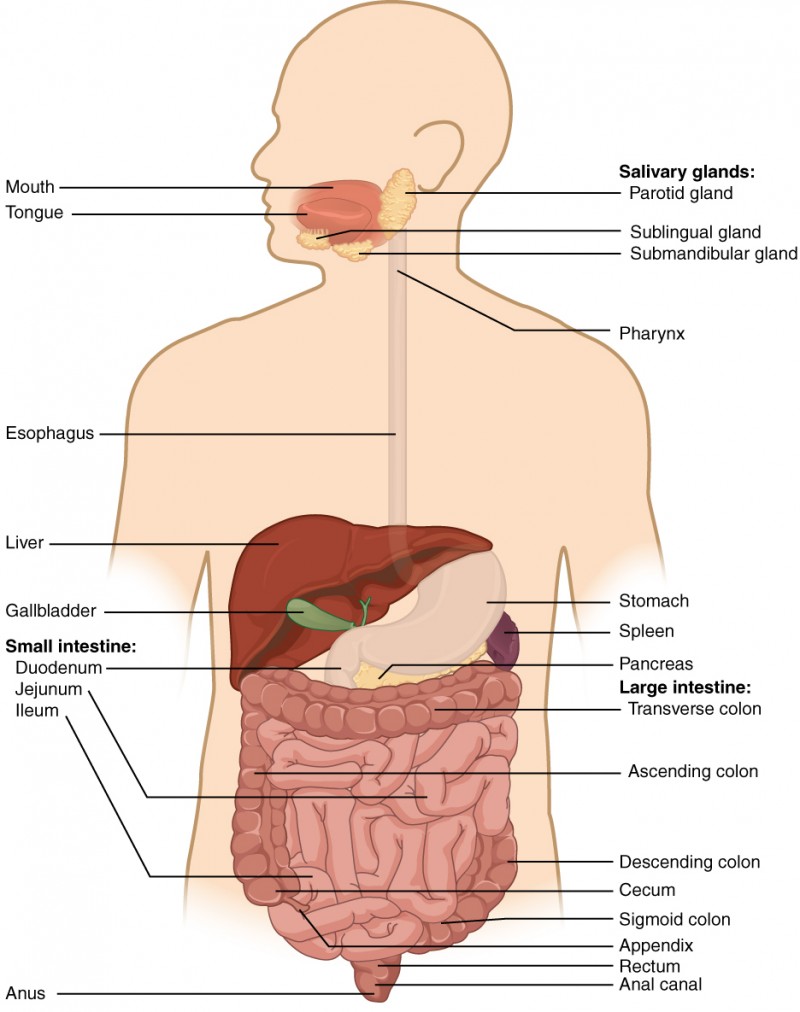 Mouth
Tongue
Esophagus
Liver
Gallbladder
Small intestine:
Duodenum
Jejunum
Ileum
Anus
Salivary glands:
Parotid gland
Sublingual gland
Submandibular gland
Pharynx
Stomach
Spleen
Pancreas
Large intestine:
Transverse colon
Ascending colon
Descending colon
Cecum
Sigmoid colon
Appendix
Rectum
Anal canal